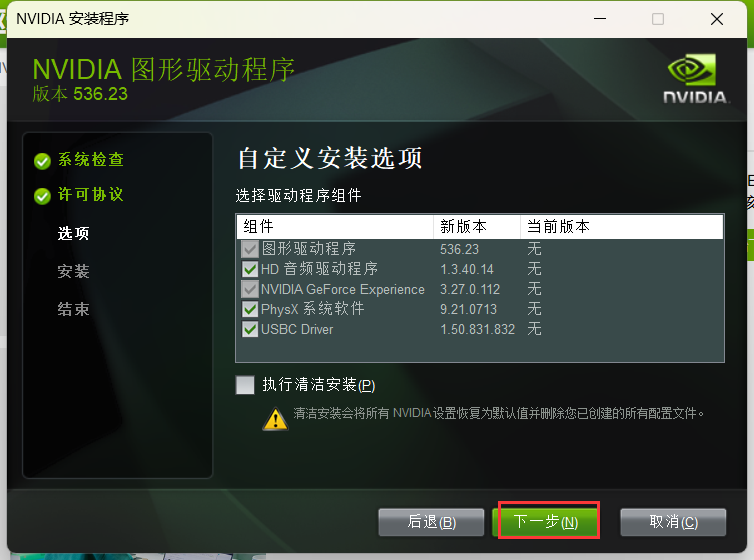 NVIDIA 安装程序
NVIDIA 图形驱动程序
版本 536.23
NVIDIA.
系统检查
许可协议
选项
安装
结束
自定义安装选项
选择驱动程序组件
组件 新版本 当前版本
图形驱动程序 536.23 无
HD 音频驱动程序 1.3.40.14 无
NVIDIA GeForce Experience 3.27.0.112 无
PhysX 系统软件 9.21.0713 无
USBC Driver 1.50.831.832 无
执行清洁安装(P)
清洁安装会将所有 NVIDIA 设置恢复为默认值并删除您已创建的所有配置文件。
后退(B) 下一步(N) 取消(C)